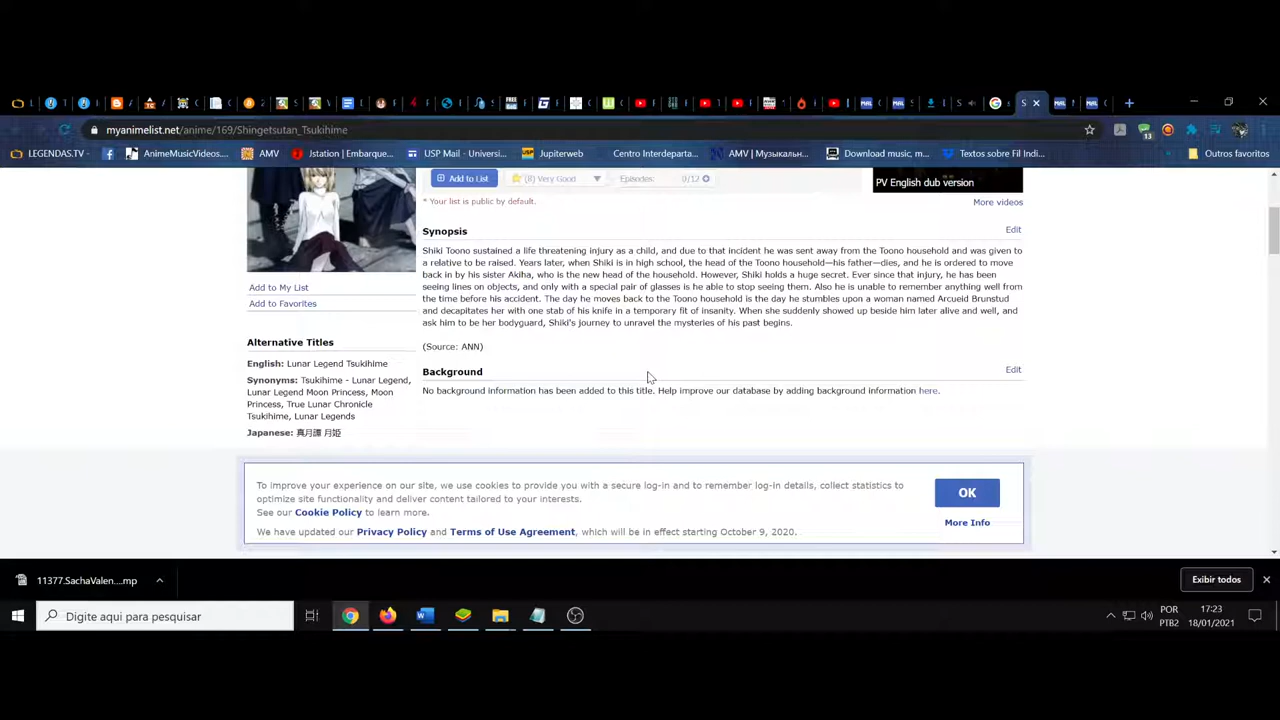 myanimelist.net/anime/169/Shingetsutan_Tsukihime
13
LEGENDAS.TV -
AnimeMusicVideos...
AMV
Jstation | Embarque...
USP Mail - Universi...
Jupiterweb
Centro Interdeparta...
AMV | Музыкальн...
Download music, m...
Textos sobre Fil Indi...
Outros favoritos
Add to List
(8) Very Good
Episodes: 0/12
PV English dub version
* Your list is public by default.
More videos
Synopsis
Edit
Shiki Toono sustained a life threatening injury as a child, and due to that incident he was sent away from the Toono household and was given to
a relative to be raised. Years later, when Shiki is in high school, the head of the Toono household—his father—dies, and he is ordered to move
back in by his sister Akiha, who is the new head of the household. However, Shiki holds a huge secret. Ever since that injury, he has been
seeing lines on objects, and only with a special pair of glasses is he able to stop seeing them. Also he is unable to remember anything well from
the time before his accident. The day he moves back to the Toono household is the day he stumbles upon a woman named Arcueid Brunstud
and decapitates her with one stab of his knife in a temporary fit of insanity. When she suddenly showed up beside him later alive and well, and
ask him to be her bodyguard, Shiki's journey to unravel the mysteries of his past begins.
(Source: ANN)
Background
Edit
No background information has been added to this title. Help improve our database by adding background information here.
Add to My List
Add to Favorites
Alternative Titles
English: Lunar Legend Tsukihime
Synonyms: Tsukihime - Lunar Legend,
Lunar Legend Moon Princess, Moon
Princess, True Lunar Chronicle
Tsukihime, Lunar Legends
Japanese: 真月譚 月姫
To improve your experience on our site, we use cookies to provide you with a secure log-in and to remember log-in details, collect statistics to
optimize site functionality and deliver content tailored to your interests.
See our Cookie Policy to learn more.
We have updated our Privacy Policy and Terms of Use Agreement, which will be in effect starting October 9, 2020.
OK
More Info
11377.SachaValen....mp
Exibir todos
Digite aqui para pesquisar
POR
PTB2
17:23
18/01/2021